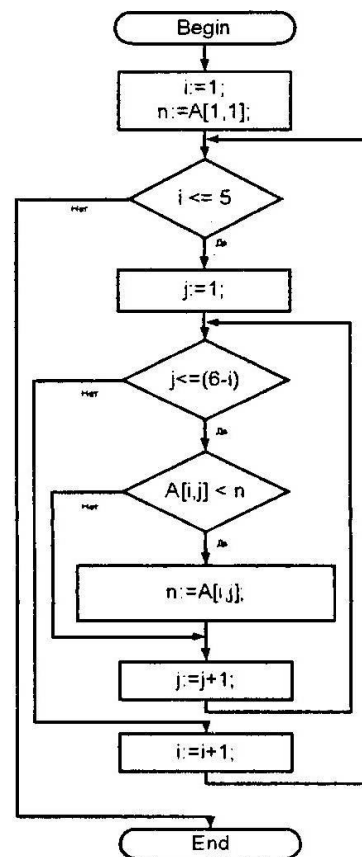 Begin
i:=1;
n:=A[1,1];
i <= 5
Нет
Да
j:=1;
j<=(6-i)
Нет
Да
A[i,j] < n
Нет
Да
n:=A[i,j];
j:=j+1;
i:=i+1;
End